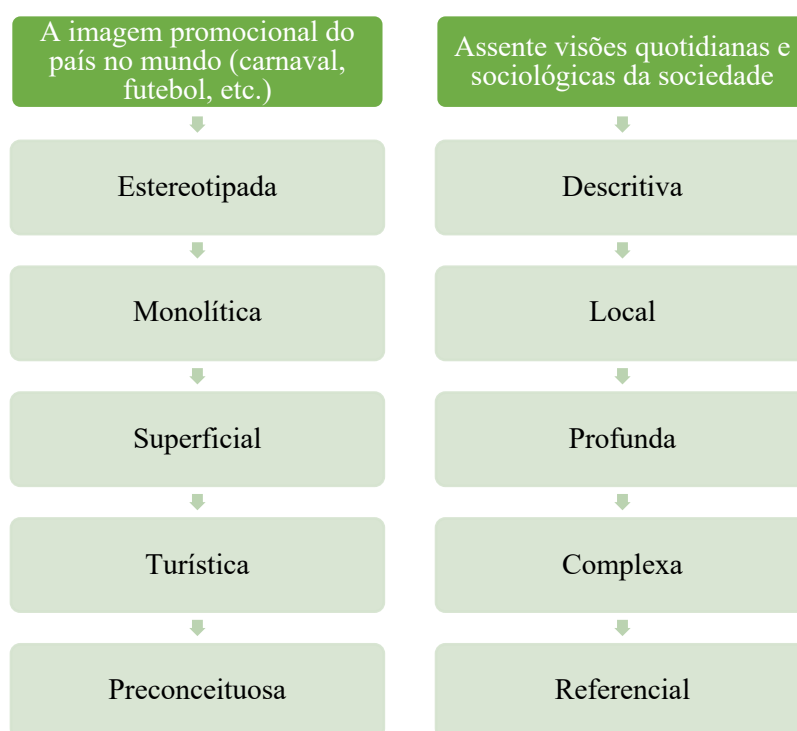 A imagem promocional do
país no mundo (carnaval,
futebol, etc.)
Estereotipada
Monolítica
Superficial
Turística
Preconceituosa
Assente visões quotidianas e
sociológicas da sociedade
Descritiva
Local
Profunda
Complexa
Referencial